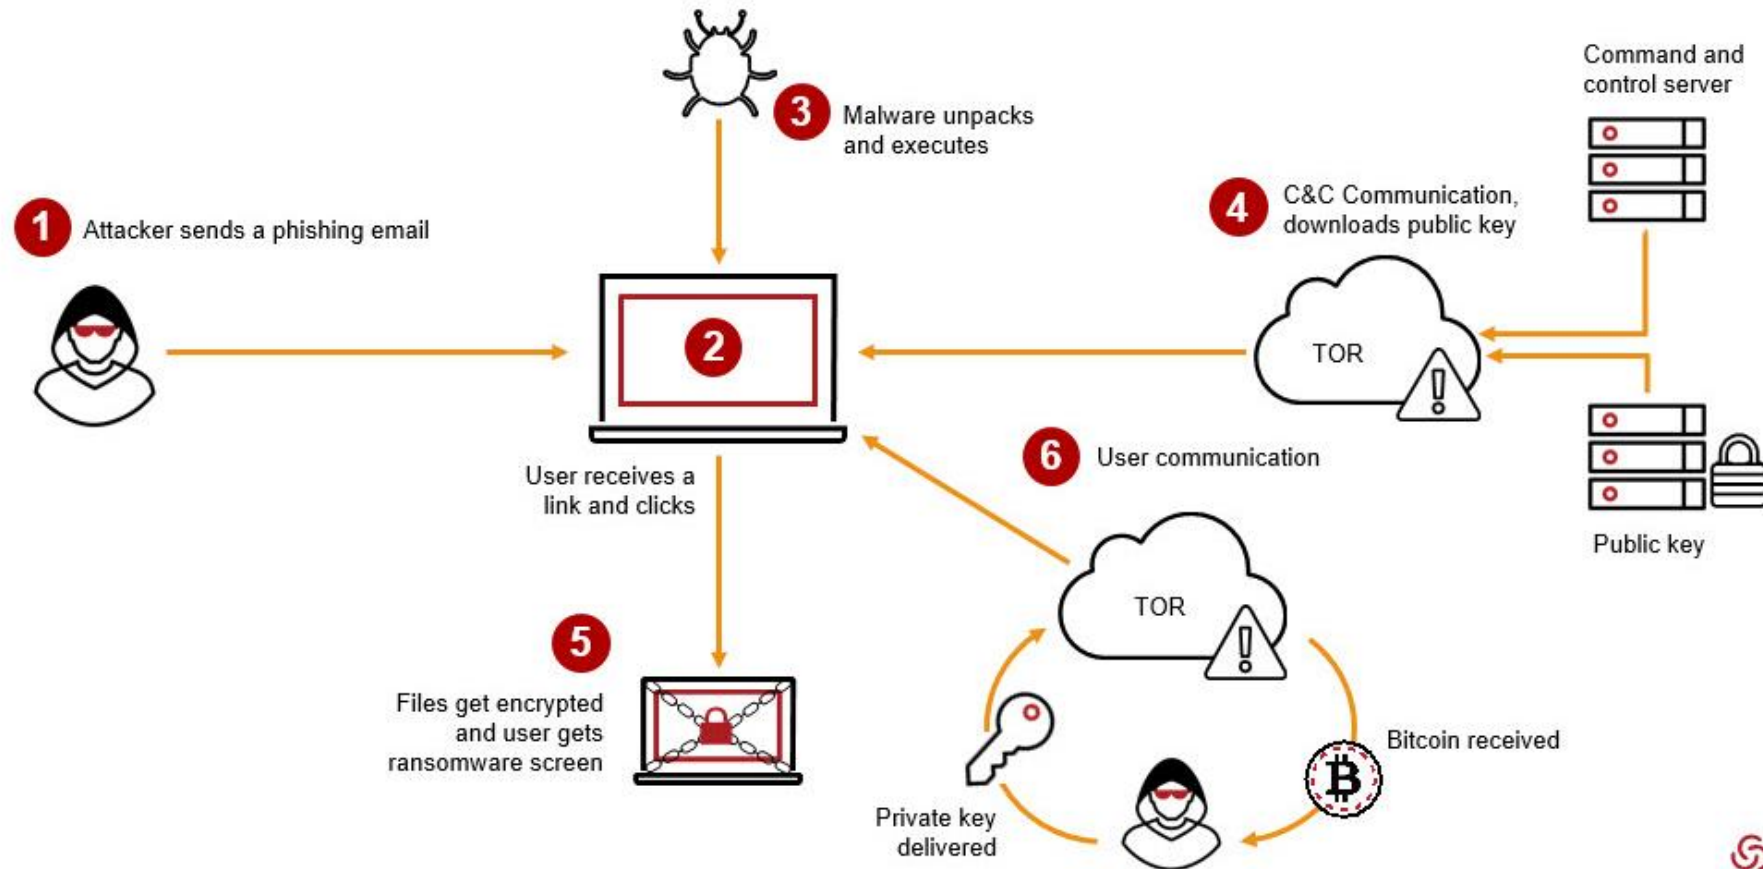 1
Attacker sends a phishing email
2
User receives a
link and clicks
3
Malware unpacks
and executes
4
C&C Communication,
downloads public key
Command and
control server
TOR
Public key
5
Files get encrypted
and user gets
ransomware screen
6
User communication
TOR
Bitcoin received
B
Private key
delivered